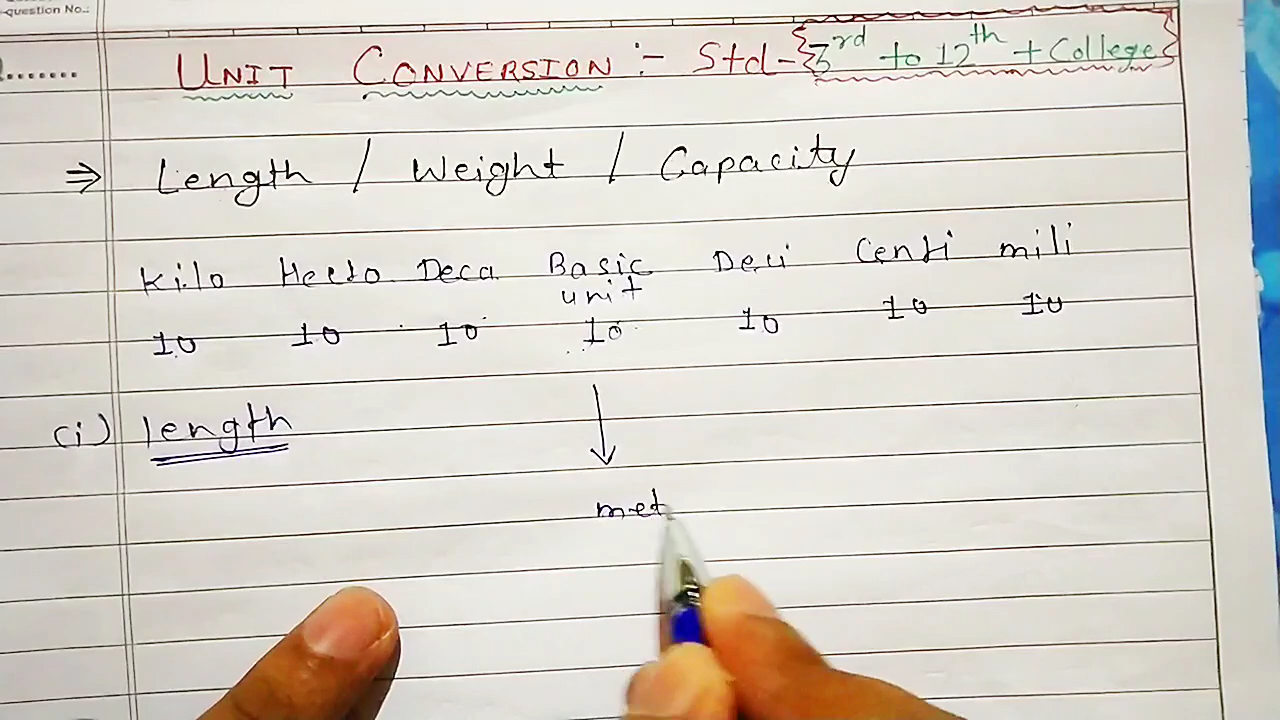 -question No.:
........
UNIT CONVERSION :- Std-{3rd to 12th + College}
⇒ Length / Weight / Capacity
Kilo Hecto Deca Basic unit Deci Centi mili
10 10 10 10 10 10 10
(i) length
met